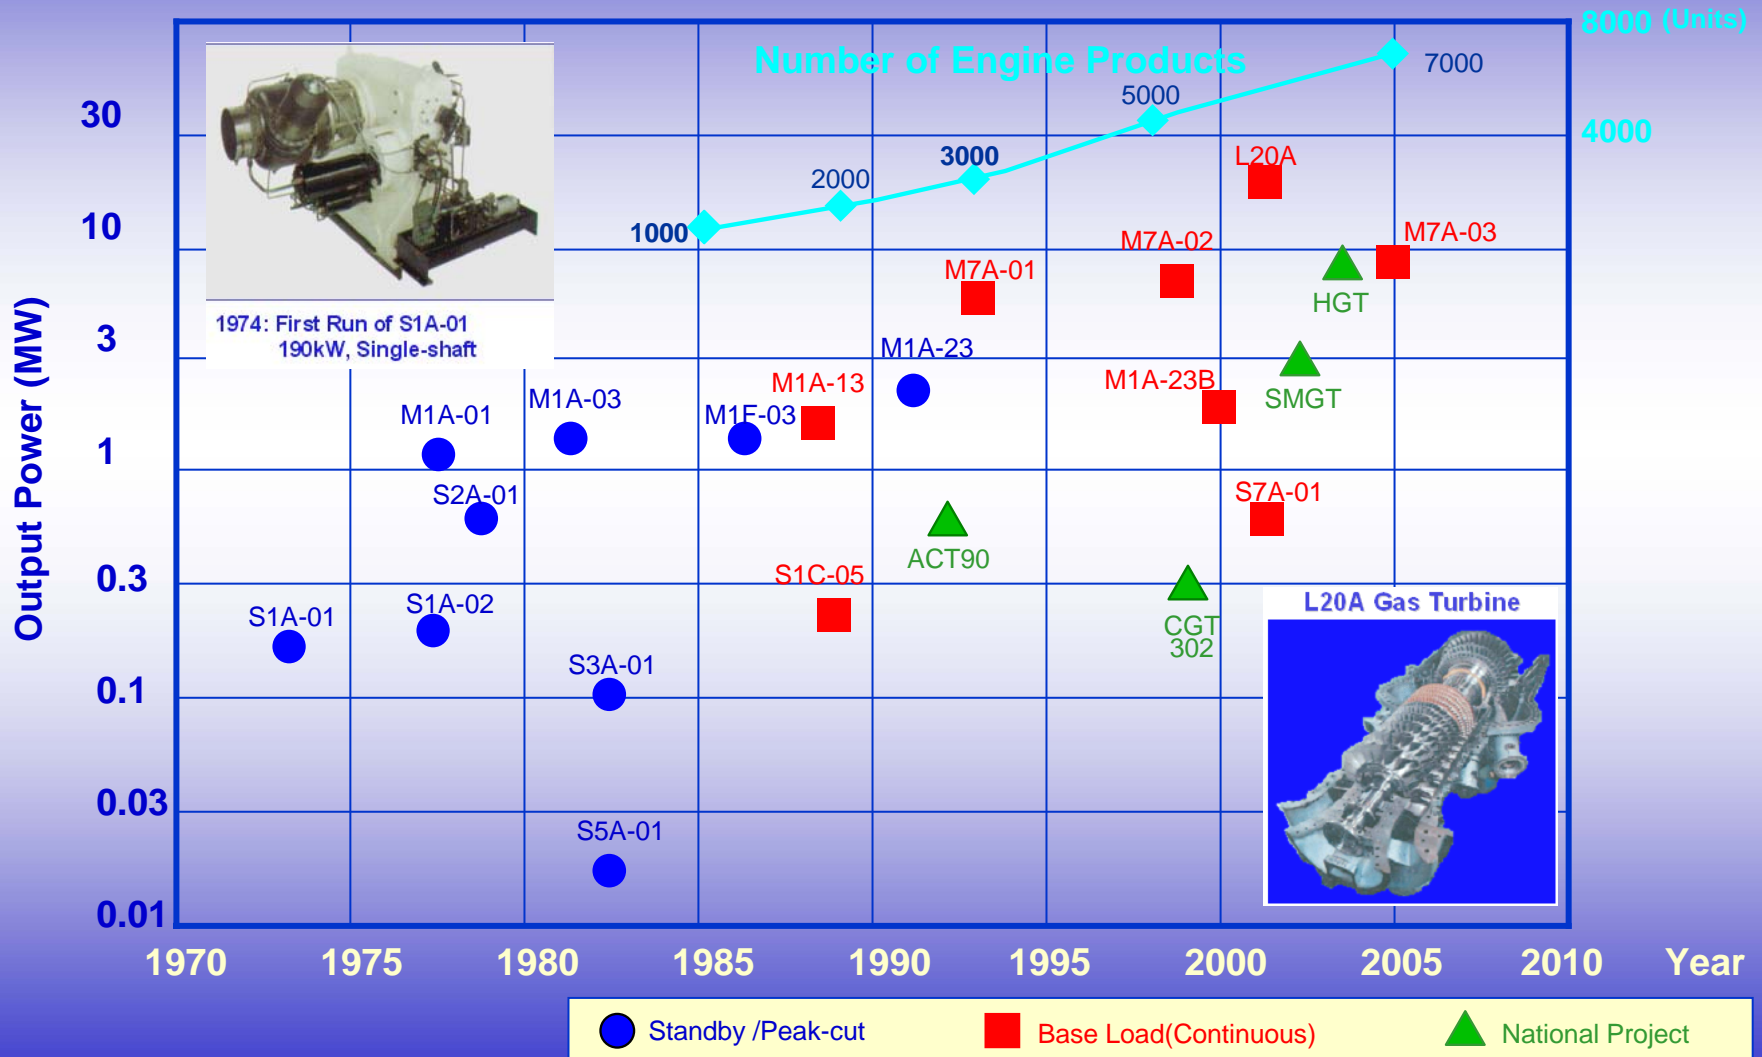 8000 (Units)
Number of Engine Products
7000
5000
30
4000
3000
L20A
2000
10
1000
M7A-02
M7A-03
M7A-01
HGT
1974: First Run of S1A-01
190kW, Single-shaft
3
M1A-23
M1A-13
M1A-23B
SMGT
M1A-01
M1A-03
M1F-03
1
S2A-01
S7A-01
ACT90
0.3
S1C-05
L20A Gas Turbine
S1A-01
S1A-02
CGT
302
S3A-01
0.1
0.03
S5A-01
0.01
Output Power (MW)
1970 1975 1980 1985 1990 1995 2000 2005 2010 Year
Standby /Peak-cut
Base Load(Continuous)
National Project